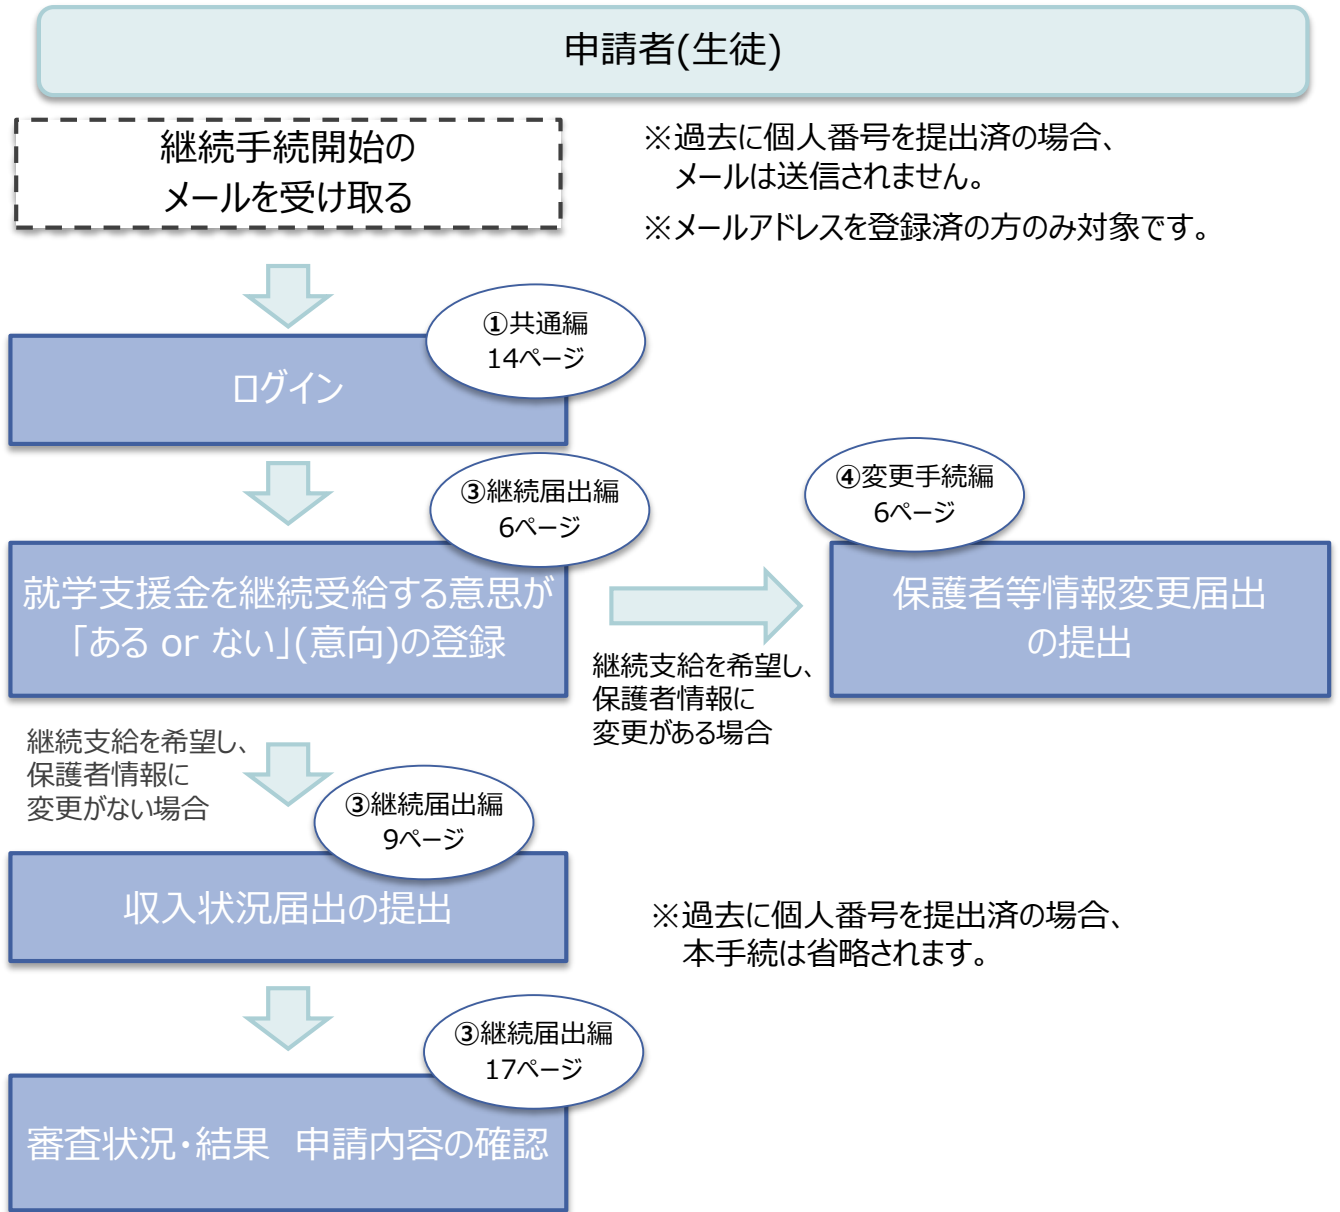 申請者(生徒)
継続手続開始の
メールを受け取る
※過去に個人番号を提出済の場合、
メールは送信されません。
※メールアドレスを登録済の方のみ対象です。
①共通編
14ページ
ログイン
③継続届出編
6ページ
④変更手続編
6ページ
就学支援金を継続受給する意思が
「ある or ない」(意向)の登録
保護者等情報変更届出
の提出
継続支給を希望し、
保護者情報に
変更がある場合
継続支給を希望し、
保護者情報に
変更がない場合
③継続届出編
9ページ
収入状況届出の提出
※過去に個人番号を提出済の場合、
本手続は省略されます。
③継続届出編
17ページ
審査状況・結果　申請内容の確認